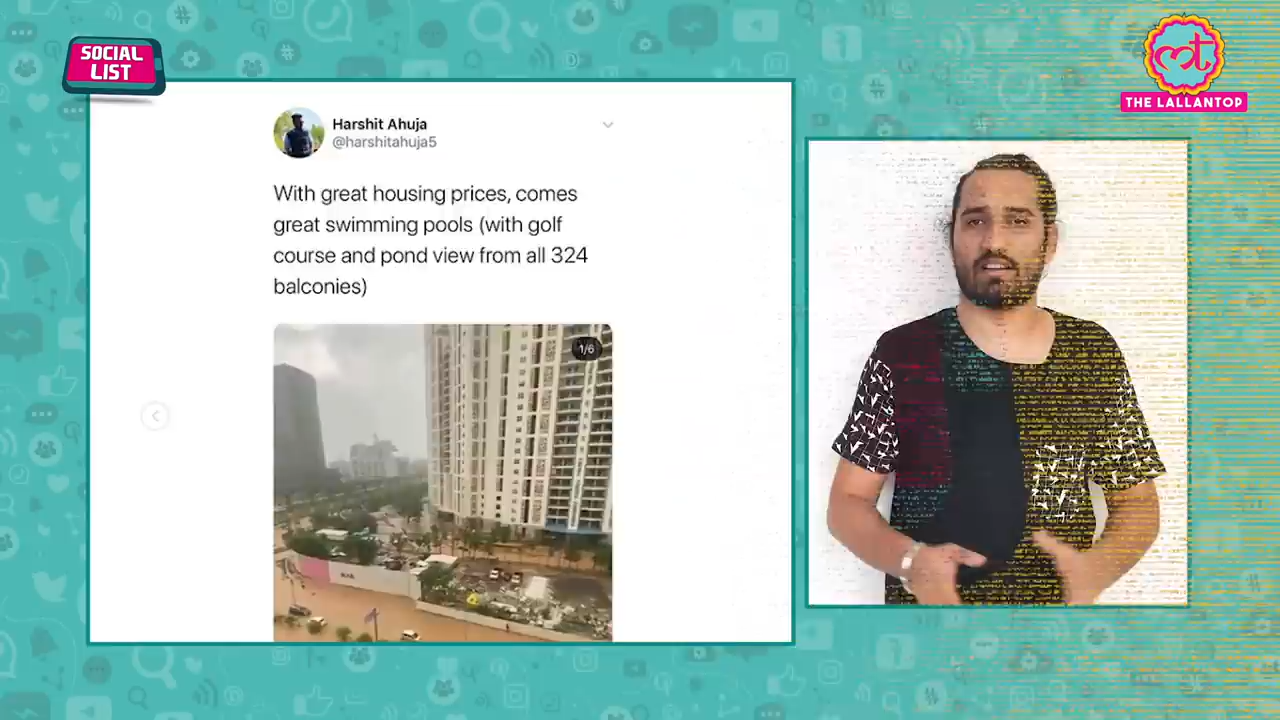 SOCIAL
LIST
Harshit Ahuja
@harshitahuja5
With great housing prices, comes
great swimming pools (with golf
course and pond view from all 324
balconies)
1/6
THE LALLANTOP